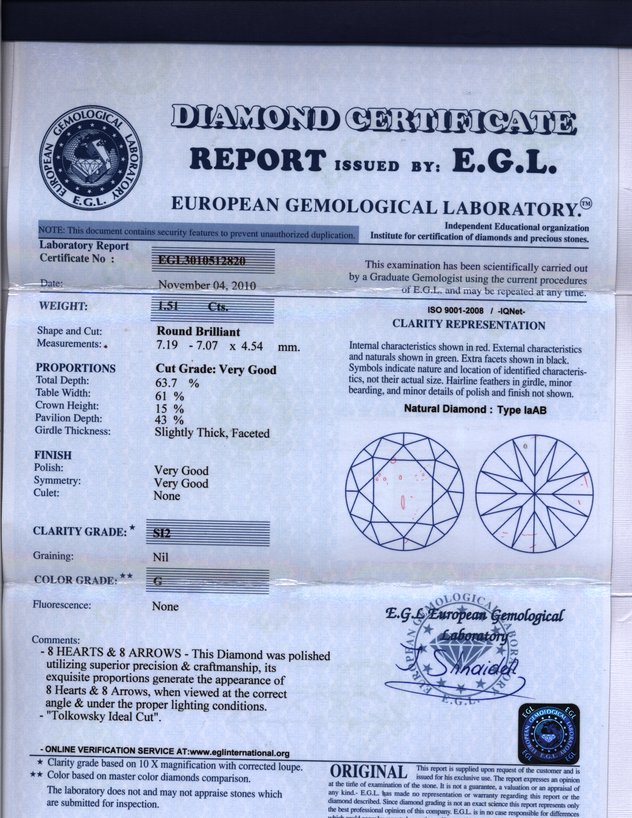 DIAMOND CERTIFICATE
REPORT ISSUED BY: E.G.L.
EUROPEAN GEMOLOGICAL LABORATORY.™
EUROPEAN GEMOLOGICAL LABORATORY
E.G.L.
Independent Educational organization
NOTE: This document contains security features to prevent unauthorized duplication.
Institute for certification of diamonds and precious stones.
Laboratory Report
Certificate No : EGL3010512820
Date: November 04, 2010
WEIGHT: 1.51 Cts.
Shape and Cut: Round Brilliant
Measurements: 7.19 - 7.07 x 4.54 mm.
PROPORTIONS Cut Grade: Very Good
Total Depth: 63.7 %
Table Width: 61 %
Crown Height: 15 %
Pavilion Depth: 43 %
Girdle Thickness: Slightly Thick, Faceted
FINISH
Polish: Very Good
Symmetry: Very Good
Culet: None
CLARITY GRADE: ★ SI2
Graining: Nil
COLOR GRADE: ★★ G
Fluorescence: None
Comments:
- 8 HEARTS & 8 ARROWS - This Diamond was polished
utilizing superior precision & craftmanship, its
exquisite proportions generate the appearance of
8 Hearts & 8 Arrows, when viewed at the correct
angle & under the proper lighting conditions.
- "Tolkowsky Ideal Cut".
- ONLINE VERIFICATION SERVICE AT:www.eglinternational.org
★ Clarity grade based on 10 X magnification with corrected loupe.
★★ Color based on master color diamonds comparison.
The laboratory does not and may not appraise stones which
are submitted for inspection.
This examination has been scientifically carried out
by a Graduate Gemologist using the current procedures
of E.G.L. and may be repeated at any time.
ISO 9001-2008 / -IQNet-
CLARITY REPRESENTATION
Internal characteristics shown in red. External characteristics
and naturals shown in green. Extra facets shown in black.
Symbols indicate nature and location of identified characteris-
tics, not their actual size. Hairline feathers in girdle, minor
bearding, and minor details of polish and finish not shown.
Natural Diamond : Type IaAB
E.G.L European Gemological
Laboratory
EUROPEAN GEMOLOGICAL LABORATORY
E.G.L.
EGL
EGL
ORIGINAL This report is supplied upon request of the customer and is
issued for his exclusive use. The report expresses an opinion
at the time of examination of the stone. It is not a guarantee, a valuation or an appraisal of
any kind.- E.G.L. has made no representation or warranty regarding this report or the
diamond described. Since diamond grading is not an exact science this report represents only
the best professional opinion of this company. E.G.L. is in no case responsible for differences